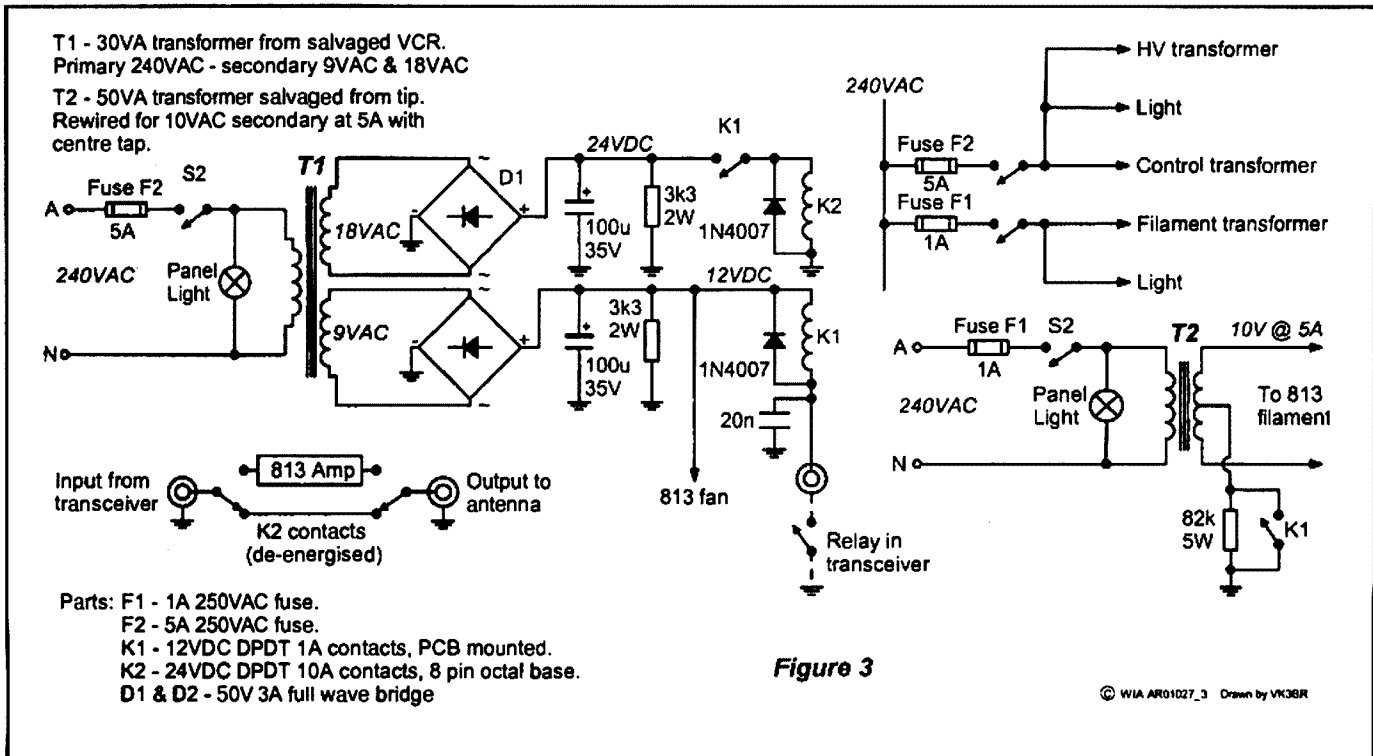 T1 - 30VA transformer from salvaged VCR.
Primary 240VAC - secondary 9VAC & 18VAC
T2 - 50VA transformer salvaged from tip.
Rewired for 10VAC secondary at 5A with
centre tap.
Fuse F2
S2
T1
A
5A
240VAC
Panel
Light
N
18VAC
9VAC
~
~
~
~
-
+
-
+
D1
24VDC
+
100u
35V
3k3
2W
K1
1N4007
K2
12VDC
+
100u
35V
3k3
2W
1N4007
K1
20n
813 fan
Relay in
transceiver
240VAC
Fuse F2
5A
Fuse F1
1A
HV transformer
Light
Control transformer
Filament transformer
Light
Fuse F1
S2
T2
10V @ 5A
A
1A
240VAC
Panel
Light
N
To 813
filament
82k
5W
K1
813 Amp
Input from
transceiver
Output to
antenna
K2 contacts
(de-energised)
Parts: F1 - 1A 250VAC fuse.
F2 - 5A 250VAC fuse.
K1 - 12VDC DPDT 1A contacts, PCB mounted.
K2 - 24VDC DPDT 10A contacts, 8 pin octal base.
D1 & D2 - 50V 3A full wave bridge
Figure 3
© WIA AR01027_3 Drawn by VK3BR